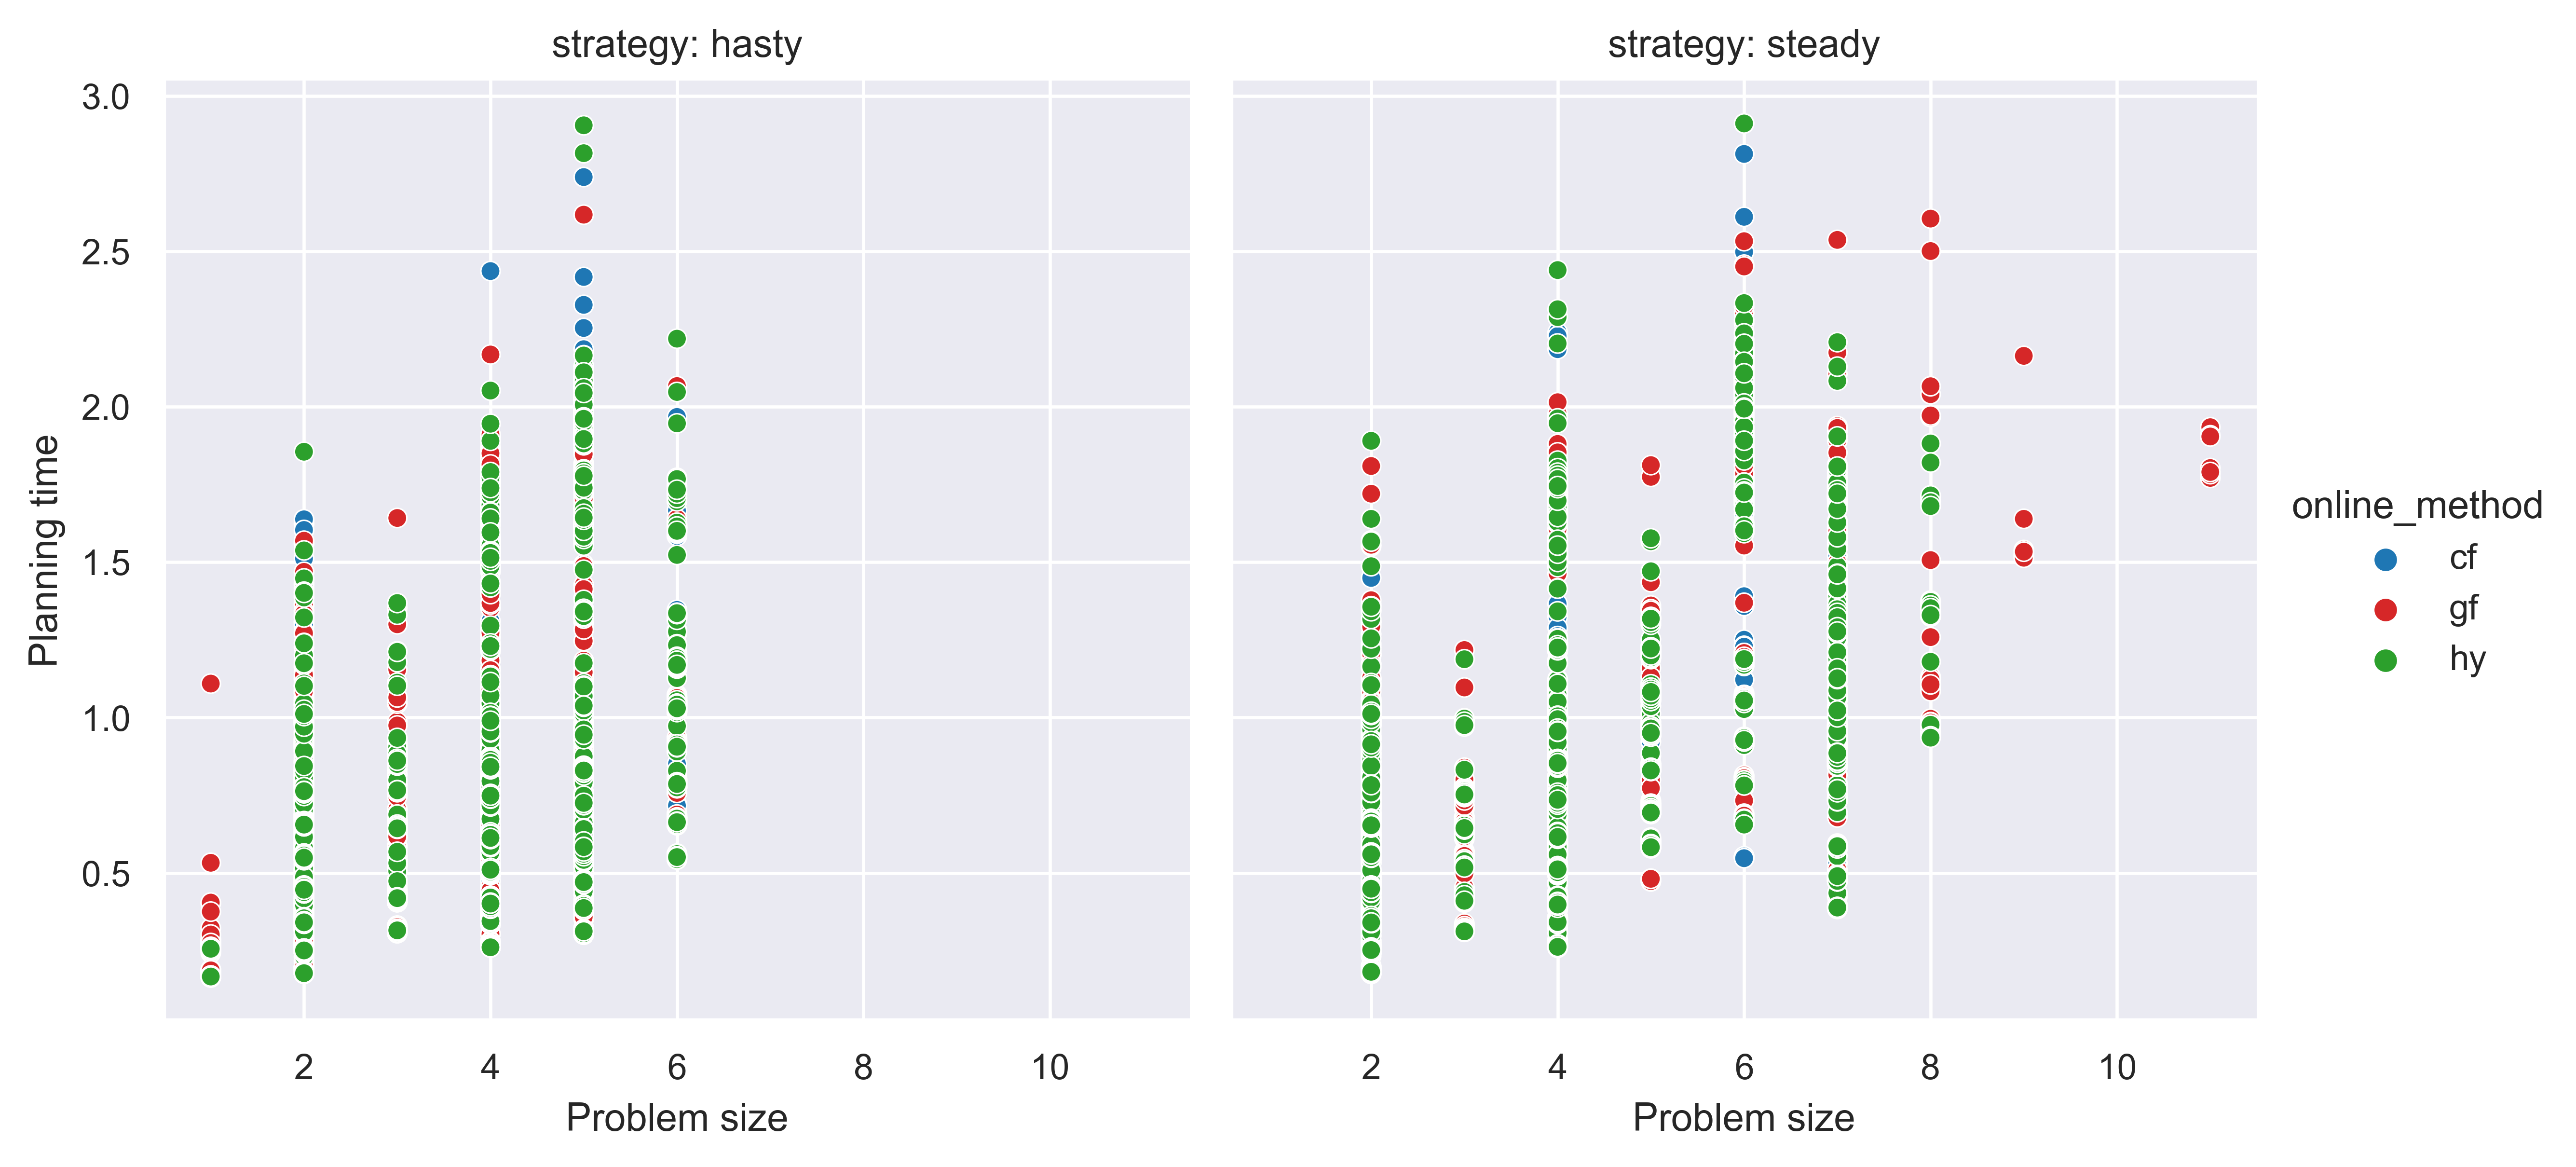 strategy: hasty
strategy: steady
3.0
2.5
2.0
1.5
1.0
0.5
Planning time
2 4 6 8 10
2 4 6 8 10
Problem size
Problem size
online_method
cf
gf
hy